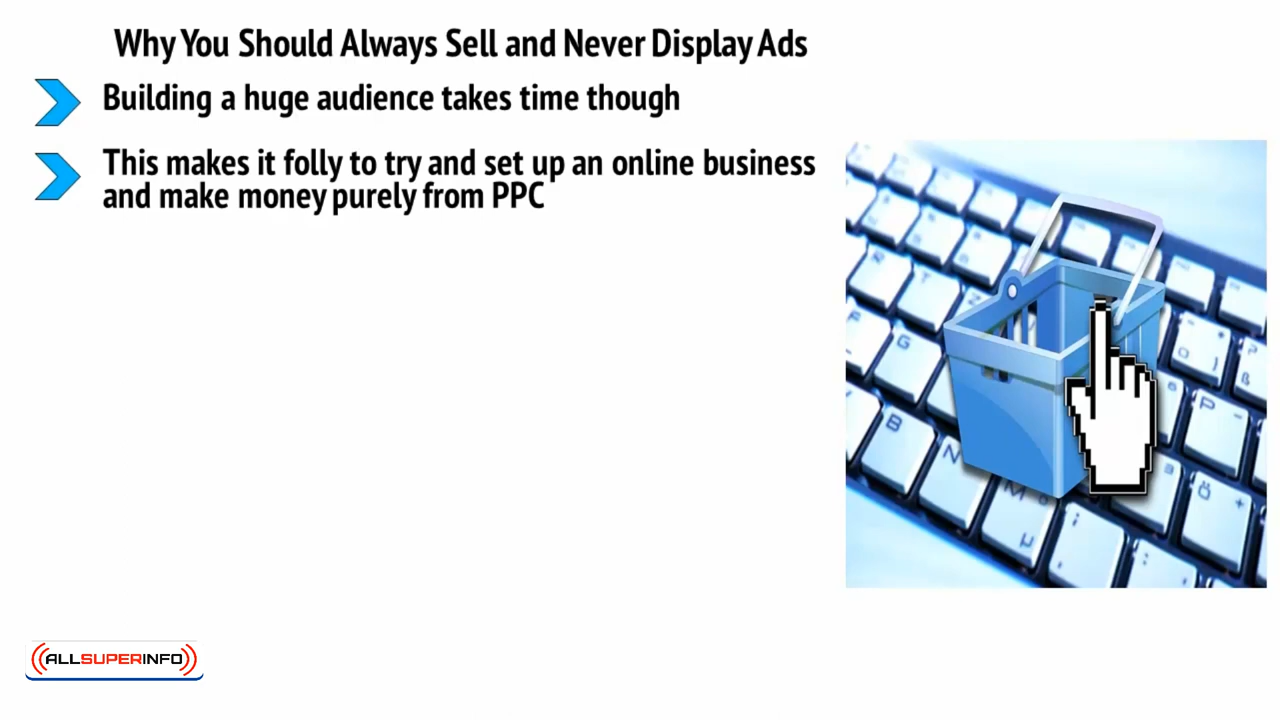 Why You Should Always Sell and Never Display Ads
Building a huge audience takes time though
This makes it folly to try and set up an online business
and make money purely from PPC
ALLSUPERINFO